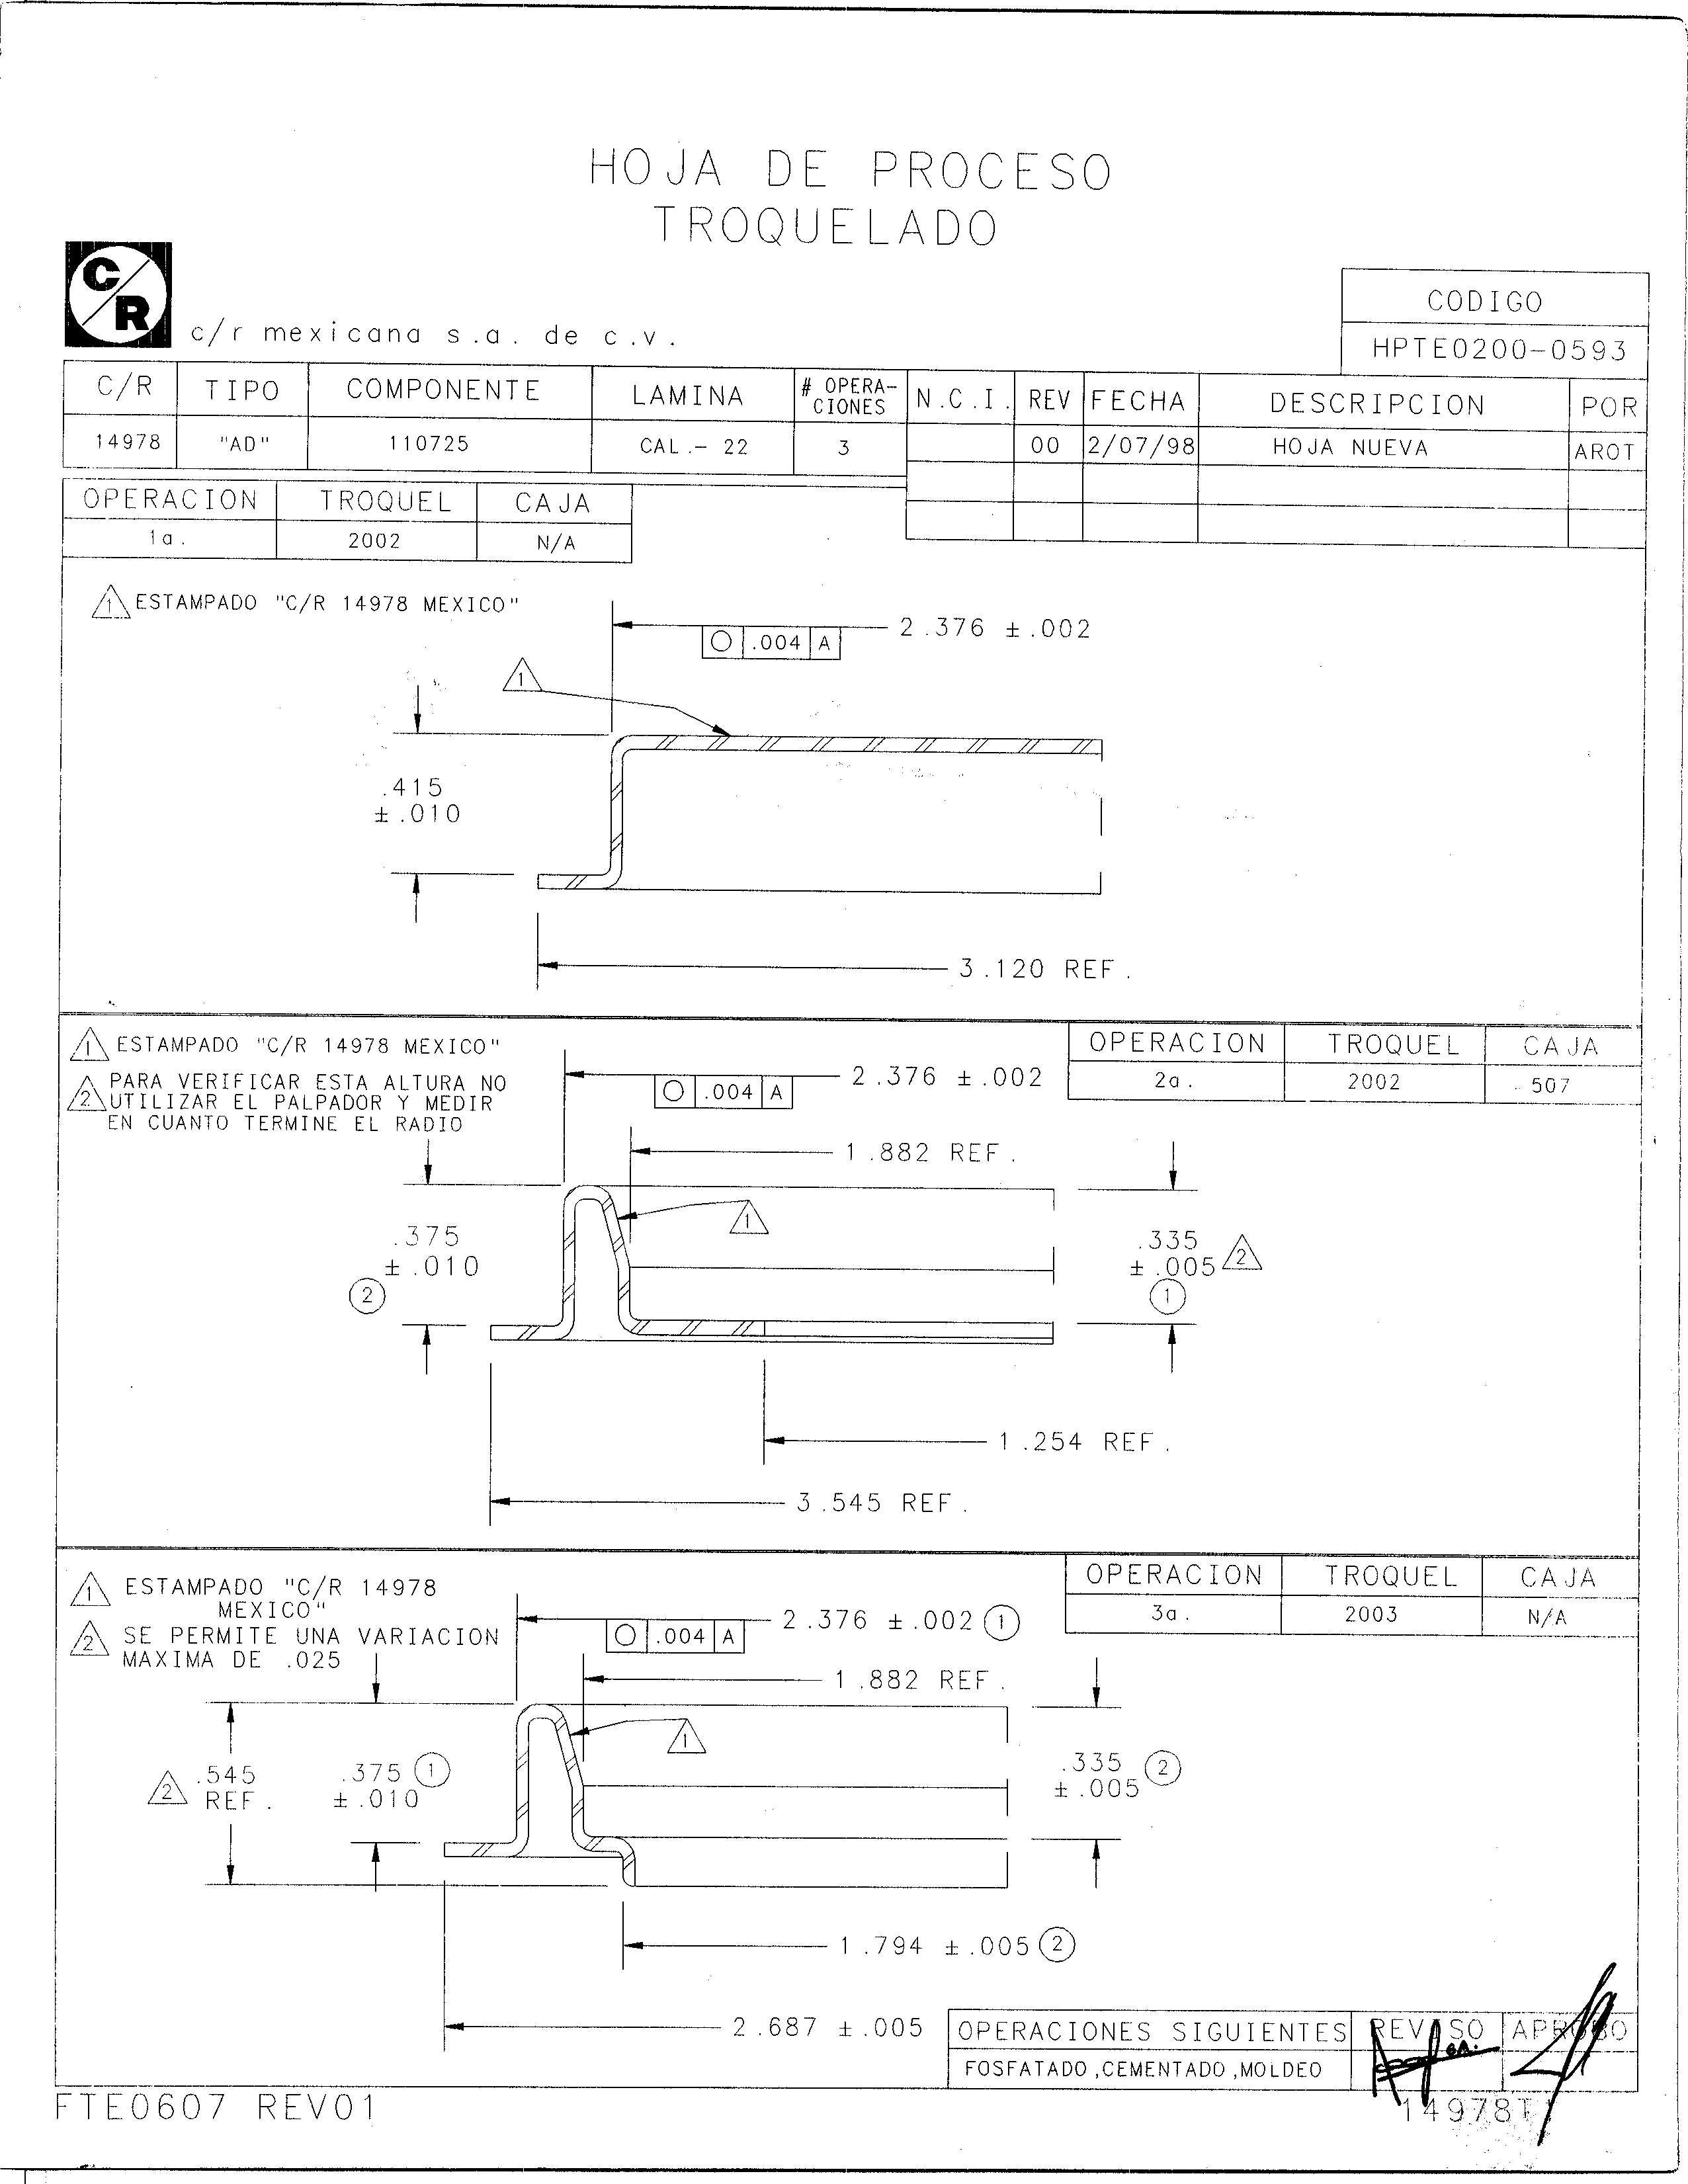 HOJA DE PROCESO
TROQUELADO
C/R
c/r mexicana s.a. de c.v.
CODIGO
HPTE0200-0593
C/R TIPO COMPONENTE LAMINA # OPERA-CIONES N.C.I. REV FECHA DESCRIPCION POR
14978 "AD" 110725 CAL.- 22 3 00 2/07/98 HOJA NUEVA AROT
OPERACION TROQUEL CAJA
1a. 2002 N/A
1 ESTAMPADO "C/R 14978 MEXICO"
2.376 ±.002
.004 A
1
.415
±.010
3.120 REF.
OPERACION TROQUEL CAJA
2a. 2002 507
1 ESTAMPADO "C/R 14978 MEXICO"
2 PARA VERIFICAR ESTA ALTURA NO
UTILIZAR EL PALPADOR Y MEDIR
EN CUANTO TERMINE EL RADIO
2.376 ±.002
.004 A
1.882 REF.
1
.375
±.010
2
.335
±.005 2
1
1.254 REF.
3.545 REF.
OPERACION TROQUEL CAJA
3a. 2003 N/A
1 ESTAMPADO "C/R 14978
MEXICO"
2 SE PERMITE UNA VARIACION
MAXIMA DE .025
2.376 ±.002 1
.004 A
1.882 REF.
1
2 .545
REF.
.375 1
±.010
.335 2
±.005
1.794 ±.005 2
2.687 ±.005
OPERACIONES SIGUIENTES REVISO APROBO
FOSFATADO,CEMENTADO,MOLDEO
FTE0607 REV01